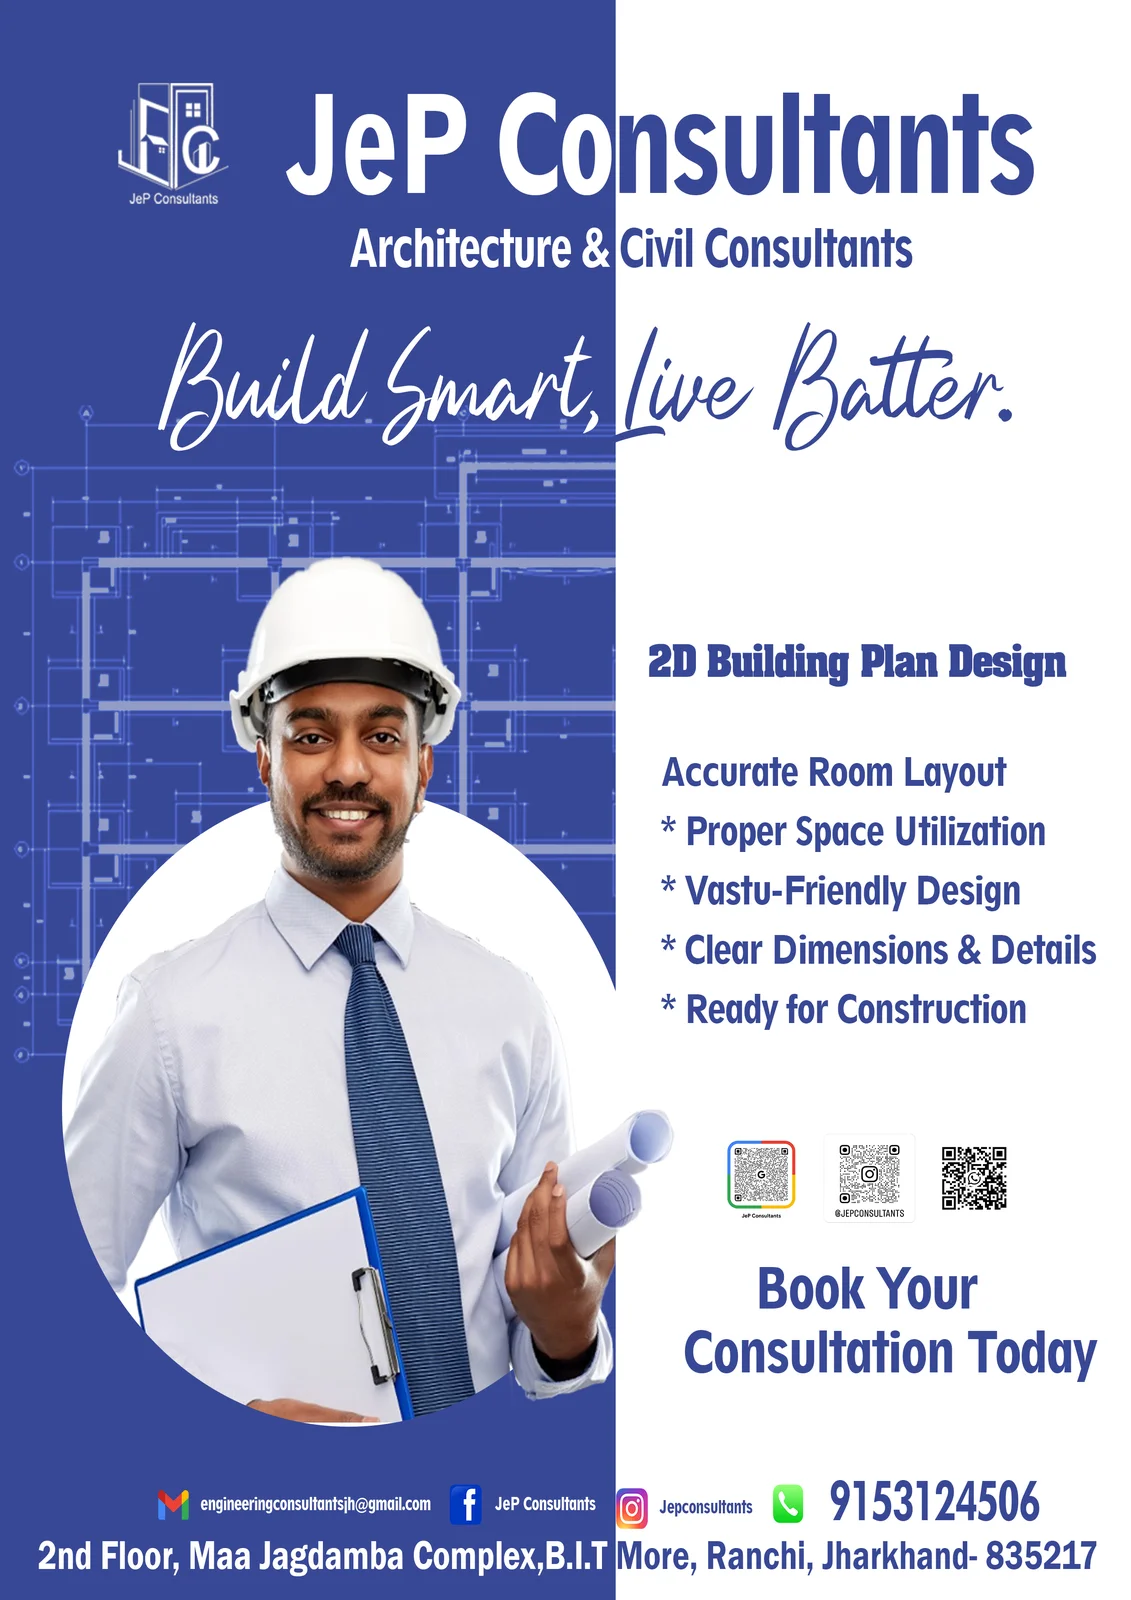 JeP Consultants
JeP Consultants
Architecture & Civil Consultants
Build Smart, Live Batter.
2D Building Plan Design
Accurate Room Layout
* Proper Space Utilization
* Vastu-Friendly Design
* Clear Dimensions & Details
* Ready for Construction
G
JeP Consultants
@JEPCONSULTANTS
Book Your
Consultation Today
engineeringconsultantsjh@gmail.com JeP Consultants Jepconsultants 9153124506
2nd Floor, Maa Jagdamba Complex,B.I.T More, Ranchi, Jharkhand- 835217